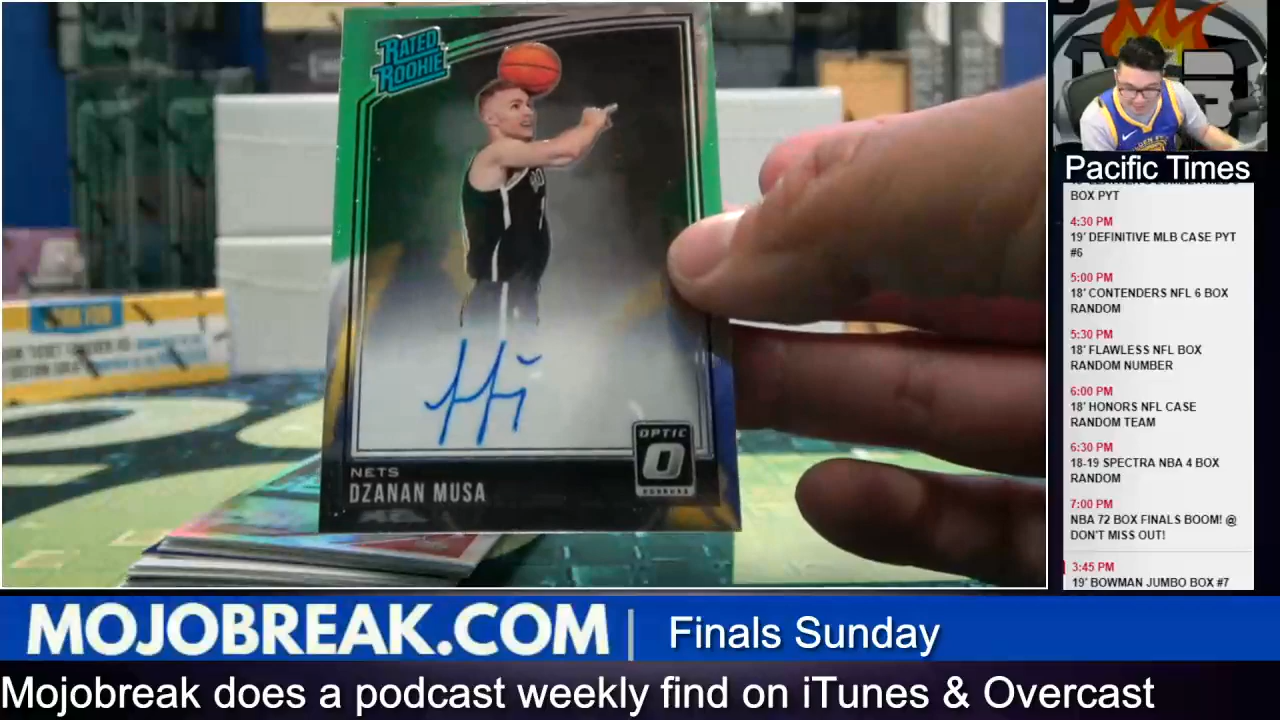 RATED
ROOKIE
NETS
DZANAN MUSA
OPTIC
Pacific Times
BOX PYT
4:30 PM
19' DEFINITIVE MLB CASE PYT
#6
5:00 PM
18' CONTENDERS NFL 6 BOX
RANDOM
5:30 PM
18' FLAWLESS NFL BOX
RANDOM NUMBER
6:00 PM
18' HONORS NFL CASE
RANDOM TEAM
6:30 PM
18-19 SPECTRA NBA 4 BOX
RANDOM
7:00 PM
NBA 72 BOX FINALS BOOM! @
DON'T MISS OUT!
3:45 PM
19' BOWMAN JUMBO BOX #7
MOJOBREAK.COM | Finals Sunday
Mojobreak does a podcast weekly find on iTunes & Overcast